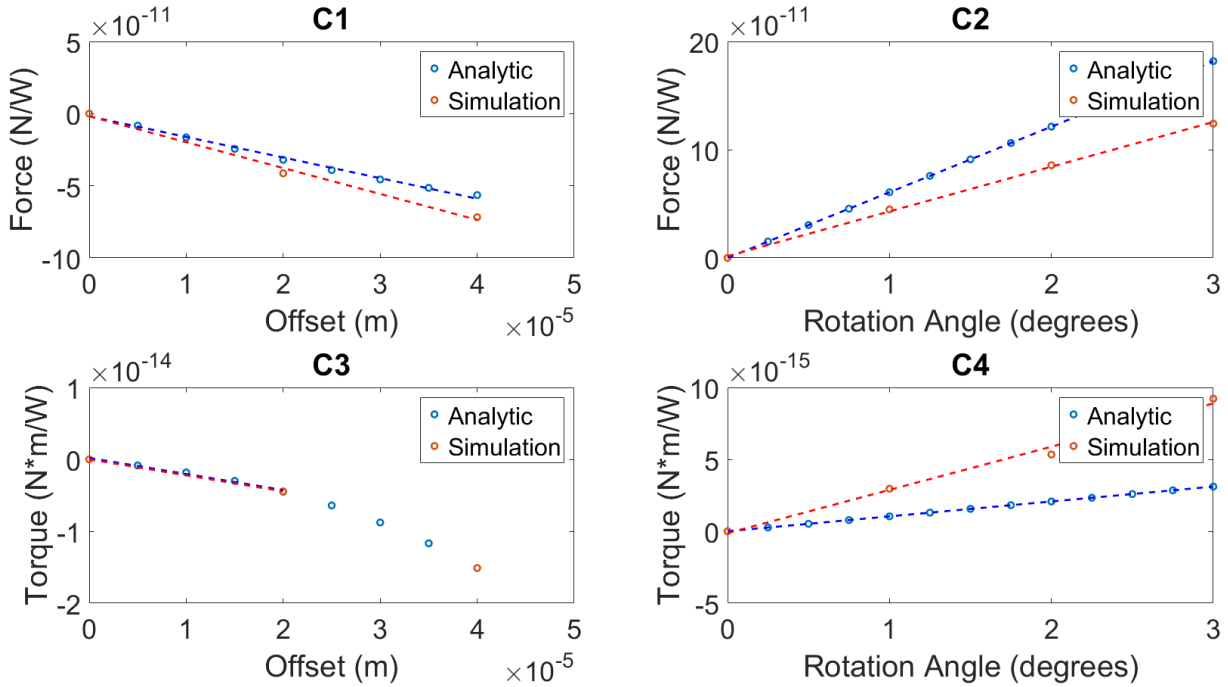 ×10^-11
C1
5
0
-5
-10
Force (N/W)
Analytic
Simulation
0 1 2 3 4 5
Offset (m)
×10^-5
×10^-11
C2
20
10
0
Force (N/W)
Analytic
Simulation
0 1 2 3
Rotation Angle (degrees)
×10^-14
C3
1
0
-1
-2
Torque (N*m/W)
Analytic
Simulation
0 1 2 3 4 5
Offset (m)
×10^-5
×10^-15
C4
10
5
0
-5
Torque (N*m/W)
Analytic
Simulation
0 1 2 3
Rotation Angle (degrees)